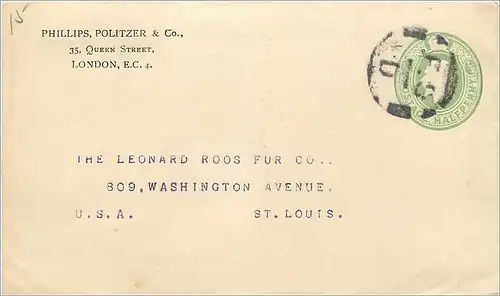 15-
PHILLIPS, POLITZER & Co.,
35, QUEEN STREET,
LONDON, E.C. 4.
HALFPENNY
THE LEONARD ROOS FUR CO..
809, WASHINGTON AVENUE.
U.S.A. ST. LOUIS.